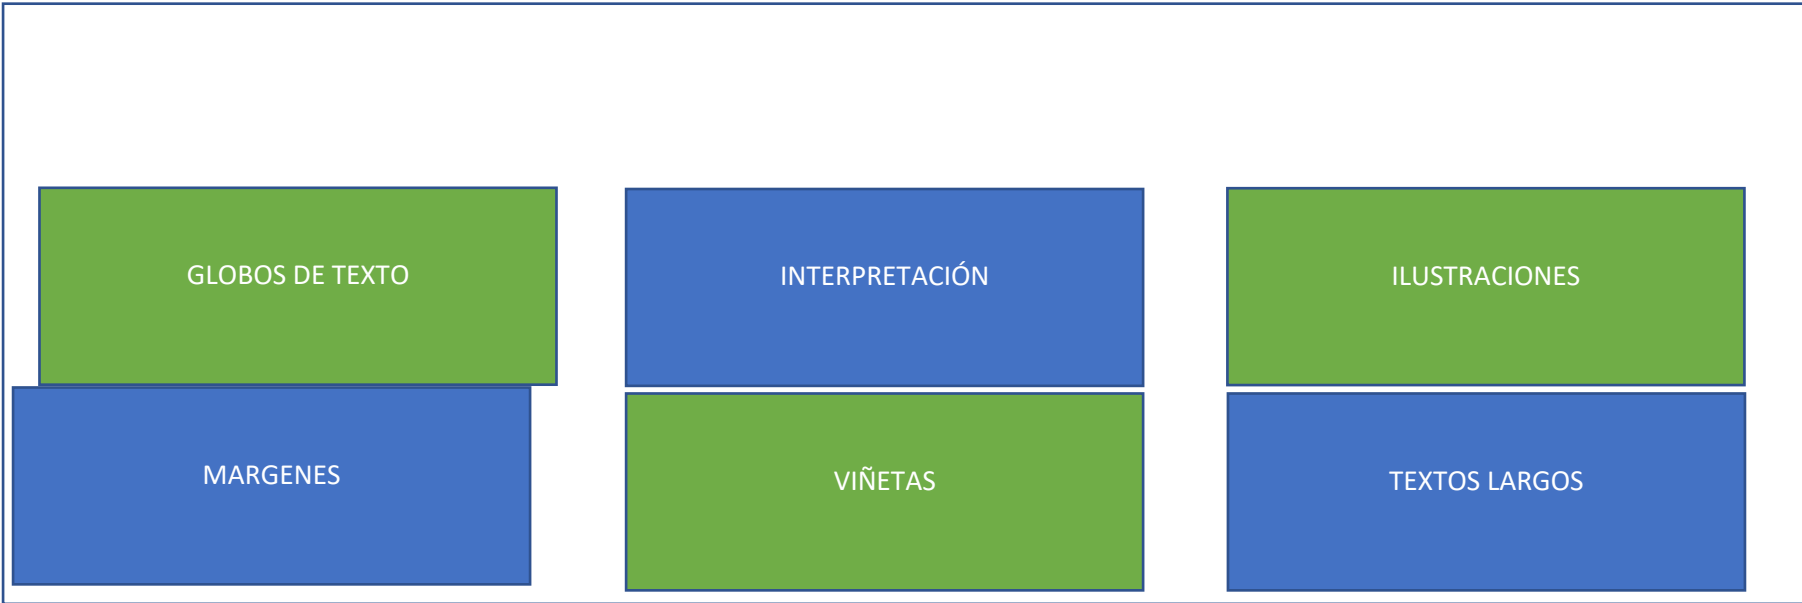 GLOBOS DE TEXTO
INTERPRETACIÓN
ILUSTRACIONES
MARGENES
VIÑETAS
TEXTOS LARGOS